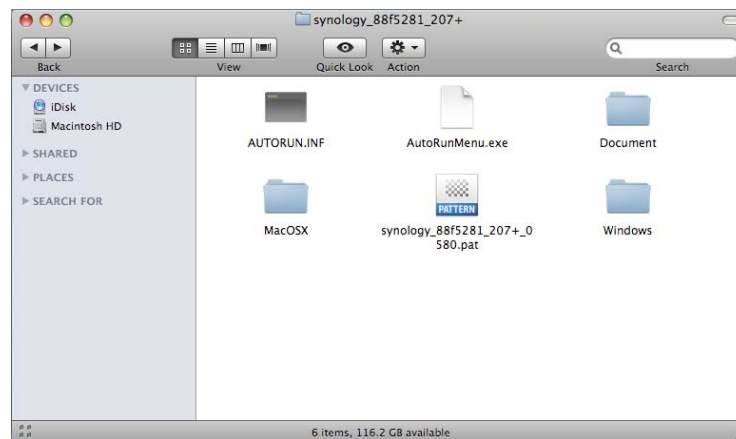 synology_88f5281_207+
Back
View
Quick Look
Action
Search
DEVICES
iDisk
Macintosh HD
SHARED
PLACES
SEARCH FOR
AUTORUN.INF
AutoRunMenu.exe
Document
MacOSX
PATTERN
synology_88f5281_207+_0
580.pat
Windows
6 items, 116.2 GB available